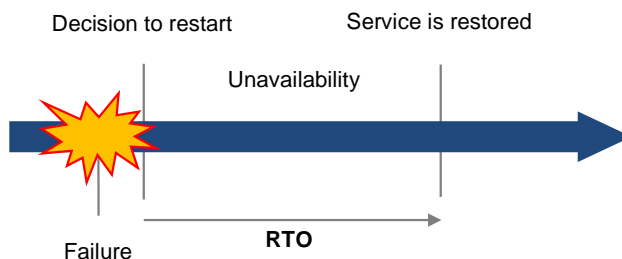 Decision to restart
Service is restored
Unavailability
RTO
Failure